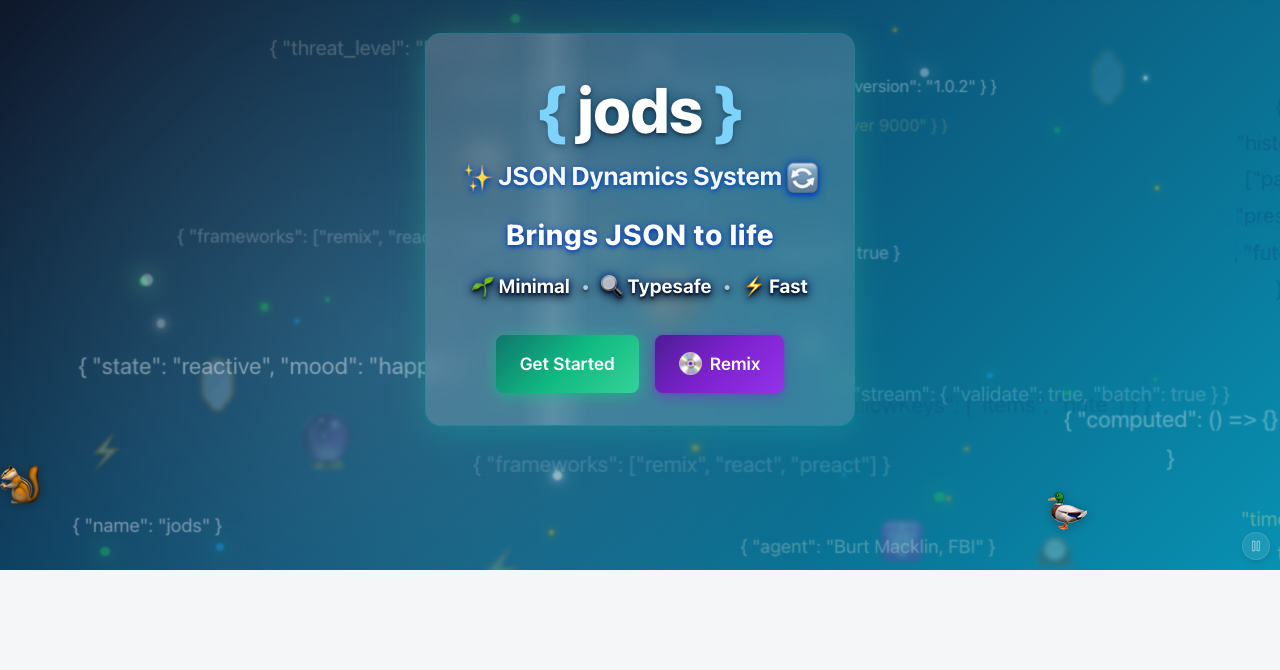 { "threat_level": "
{ jods }
version": "1.0.2" } }
ver 9000" } }
"hist
✨ JSON Dynamics System 🔄
["pa
"pres
Brings JSON to life
{ "frameworks": ["remix", "reac
true }
, "futu
🌱 Minimal • 🔍 Typesafe • ⚡ Fast
{ "state": "reactive", "mood": "happ
Get Started
💿 Remix
stream": { "validate": true, "batch": true } }
{ "computed": () => {}
}
{ "frameworks": ["remix", "react", "preact"] }
{ "name": "jods" }
"time
{ "agent": "Burt Macklin, FBI" }